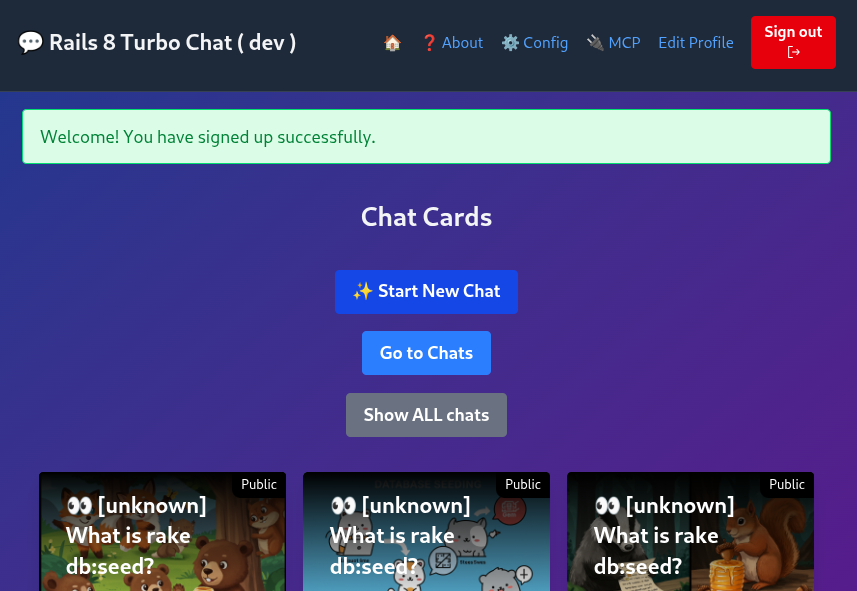 💬 Rails 8 Turbo Chat ( dev )
🏠 ❓ About ⚙️ Config 🔌 MCP Edit Profile Sign out
Welcome! You have signed up successfully.
Chat Cards
✨ Start New Chat
Go to Chats
Show ALL chats
Public
👀 [unknown]
What is rake
db:seed?
Public
DATABASE SEEDING
👀 [unknown]
What is rake
db:seed?
Public
👀 [unknown]
What is rake
db:seed?